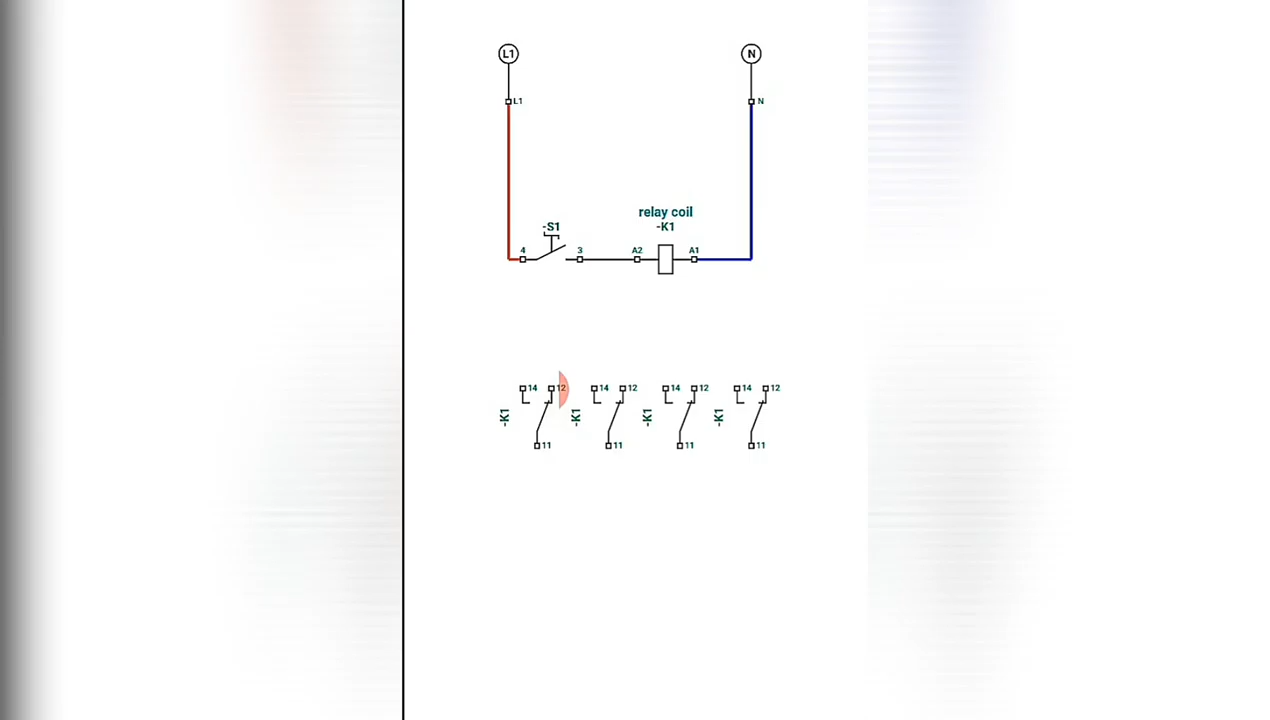 L1 N
L1 N
relay coil
-S1 -K1
4 3 A2 A1
14 12 14 12 14 12 14 12
-K1 -K1 -K1 -K1
11 11 11 11